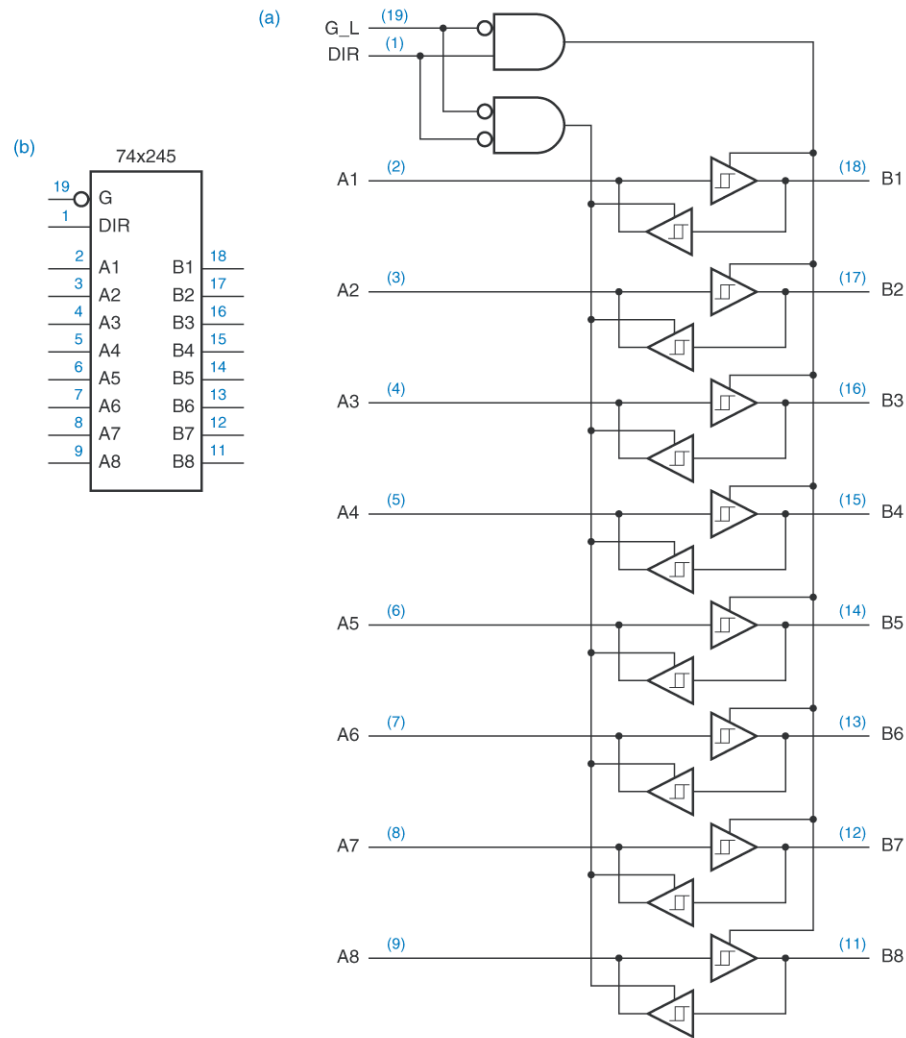 (a)
G_L (19)
DIR (1)
(b)
74x245
19 G
1 DIR
2 A1 B1 18
3 A2 B2 17
4 A3 B3 16
5 A4 B4 15
6 A5 B5 14
7 A6 B6 13
8 A7 B7 12
9 A8 B8 11
A1 (2) (18) B1
A2 (3) (17) B2
A3 (4) (16) B3
A4 (5) (15) B4
A5 (6) (14) B5
A6 (7) (13) B6
A7 (8) (12) B7
A8 (9) (11) B8